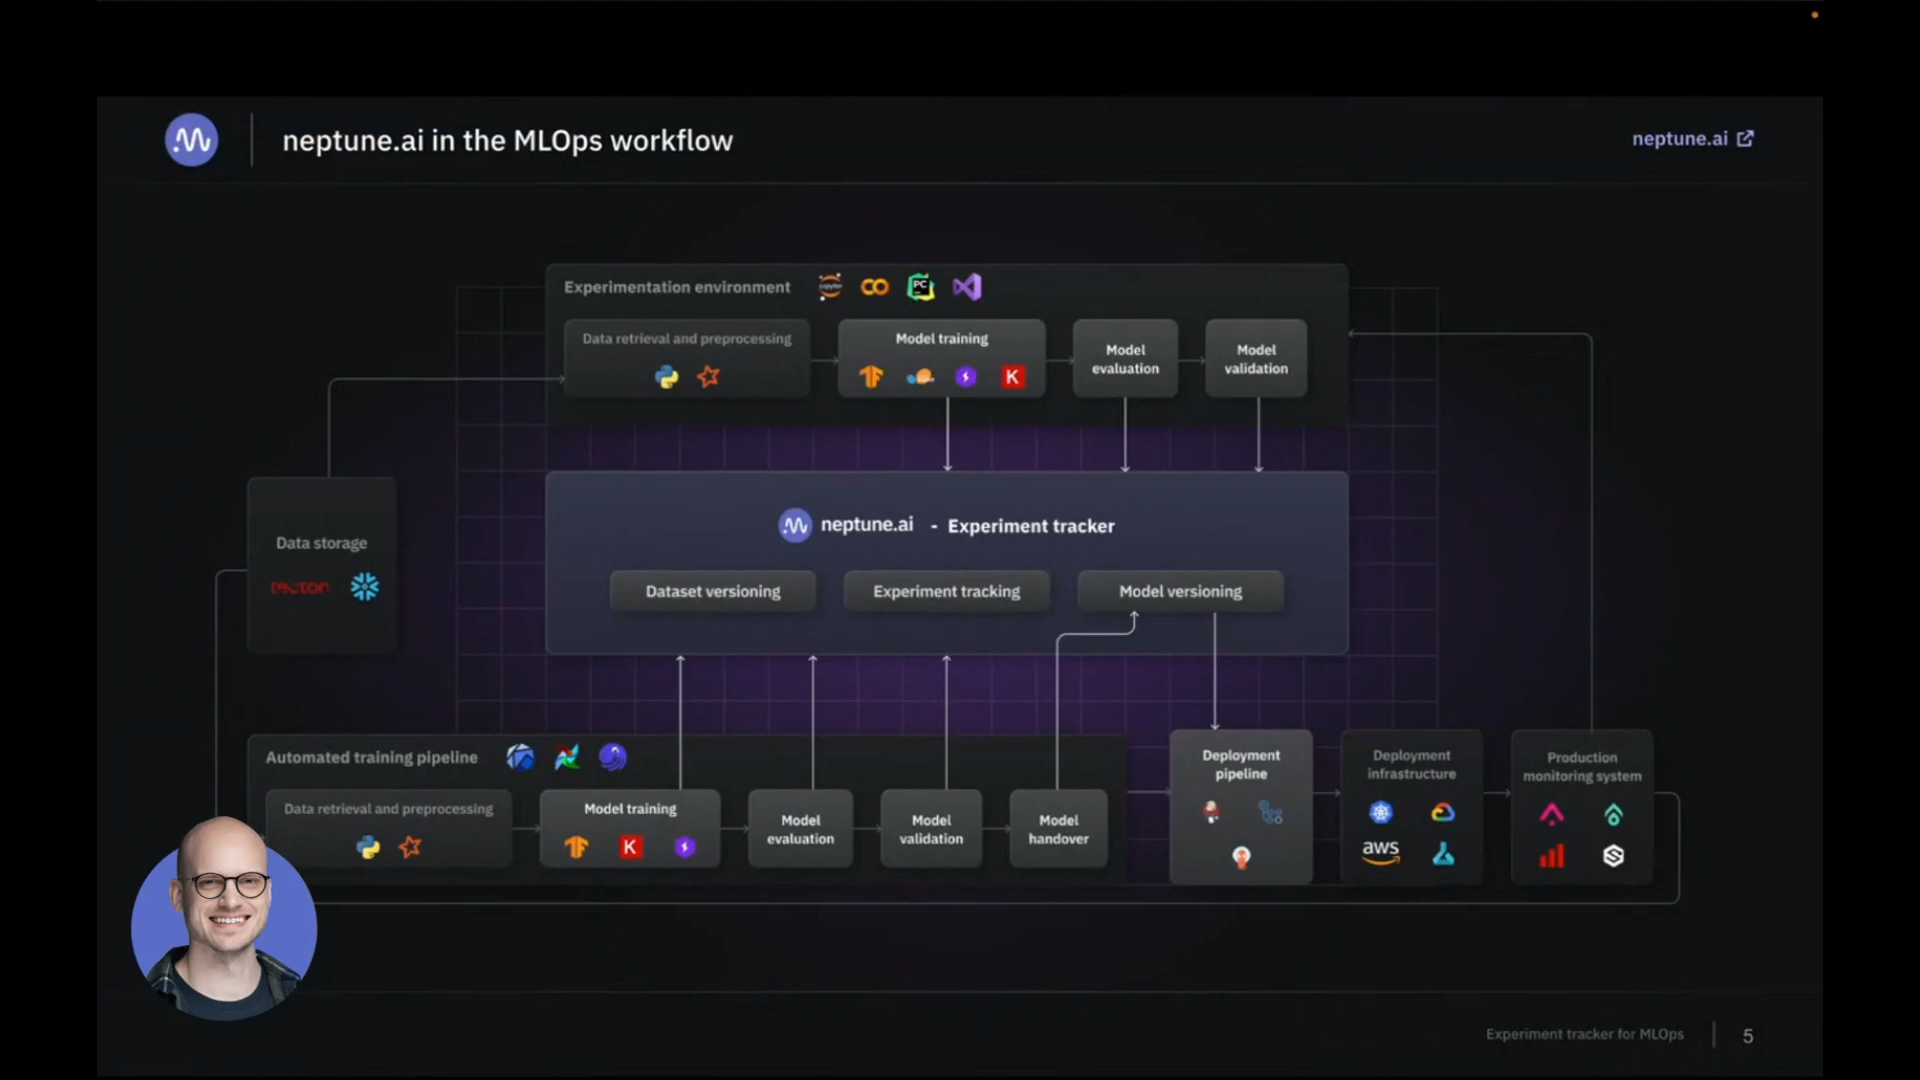 neptune.ai in the MLOps workflow
neptune.ai
Experimentation environment
jupyter
CO
PC
Data retrieval and preprocessing
Model training
K
Model
evaluation
Model
validation
Data storage
TECTON
neptune.ai - Experiment tracker
Dataset versioning
Experiment tracking
Model versioning
Automated training pipeline
Data retrieval and preprocessing
Model training
K
Model
evaluation
Model
validation
Model
handover
Deployment
pipeline
Deployment
infrastructure
aws
Production
monitoring system
Experiment tracker for MLOps
5